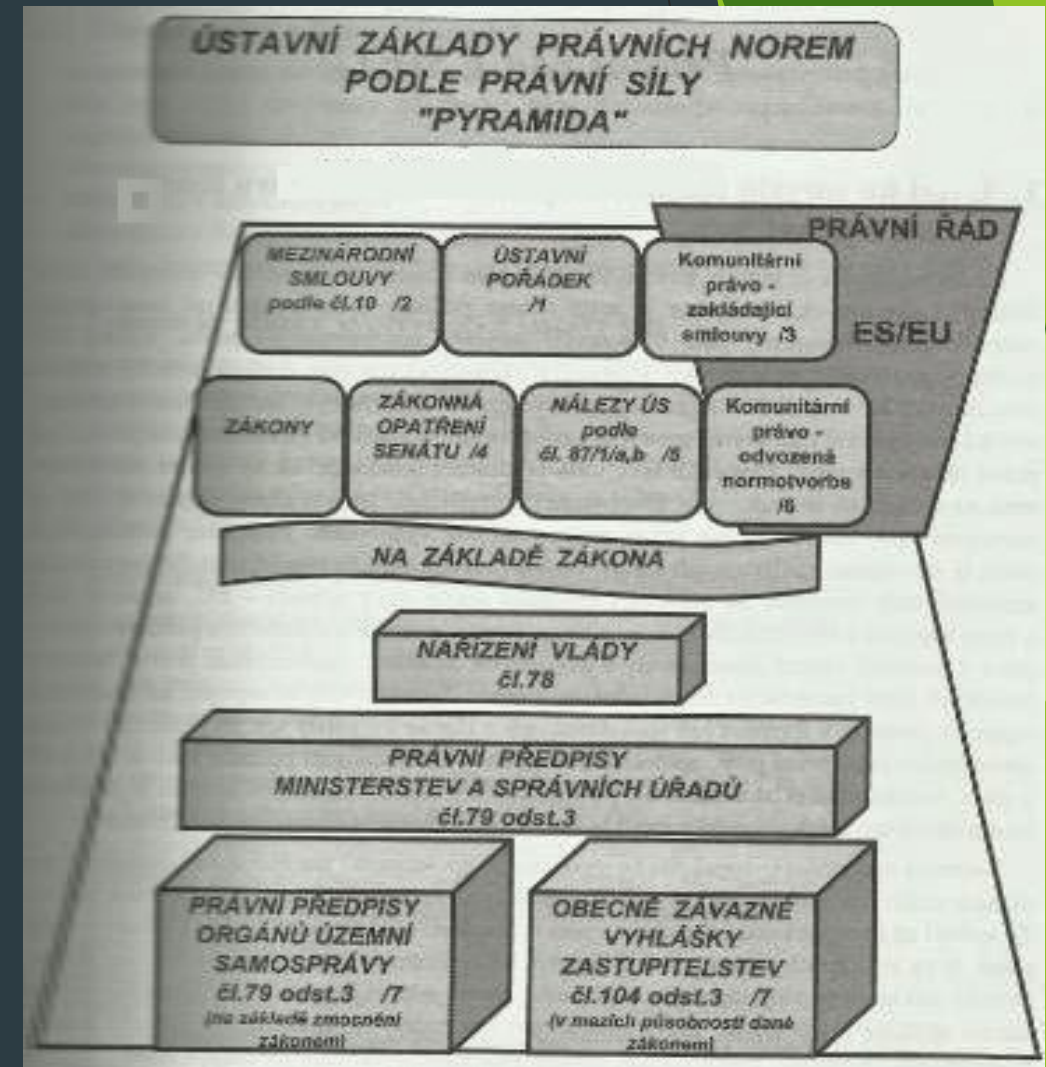 ÚSTAVNÍ ZÁKLADY PRÁVNÍCH NOREM
PODLE PRÁVNÍ SÍLY
"PYRAMIDA"
PRÁVNÍ ŘÁD
ES/EU
MEZINÁRODNÍ
SMLOUVY
podle čl.10 /2
ÚSTAVNÍ
POŘÁDEK
/1
Komunitární
právo -
zakládající
smlouvy /3
ZÁKONY
ZÁKONNÁ
OPATŘENÍ
SENÁTU /4
NÁLEZY ÚS
podle
čl. 87/1/a,b /5
Komunitární
právo -
odvozená
normotvorba
/6
NA ZÁKLADĚ ZÁKONA
NAŘÍZENÍ VLÁDY
čl.78
PRÁVNÍ PŘEDPISY
MINISTERSTEV A SPRÁVNÍCH ÚŘADŮ
čl.79 odst.3
PRÁVNÍ PŘEDPISY
ORGÁNŮ ÚZEMNÍ
SAMOSPRÁVY
čl.79 odst.3 /7
(na základě zmocnění
zákonem)
OBECNĚ ZÁVAZNÉ
VYHLÁŠKY
ZASTUPITELSTEV
čl.104 odst.3 /7
(v mezích působnosti dané
zákonem)